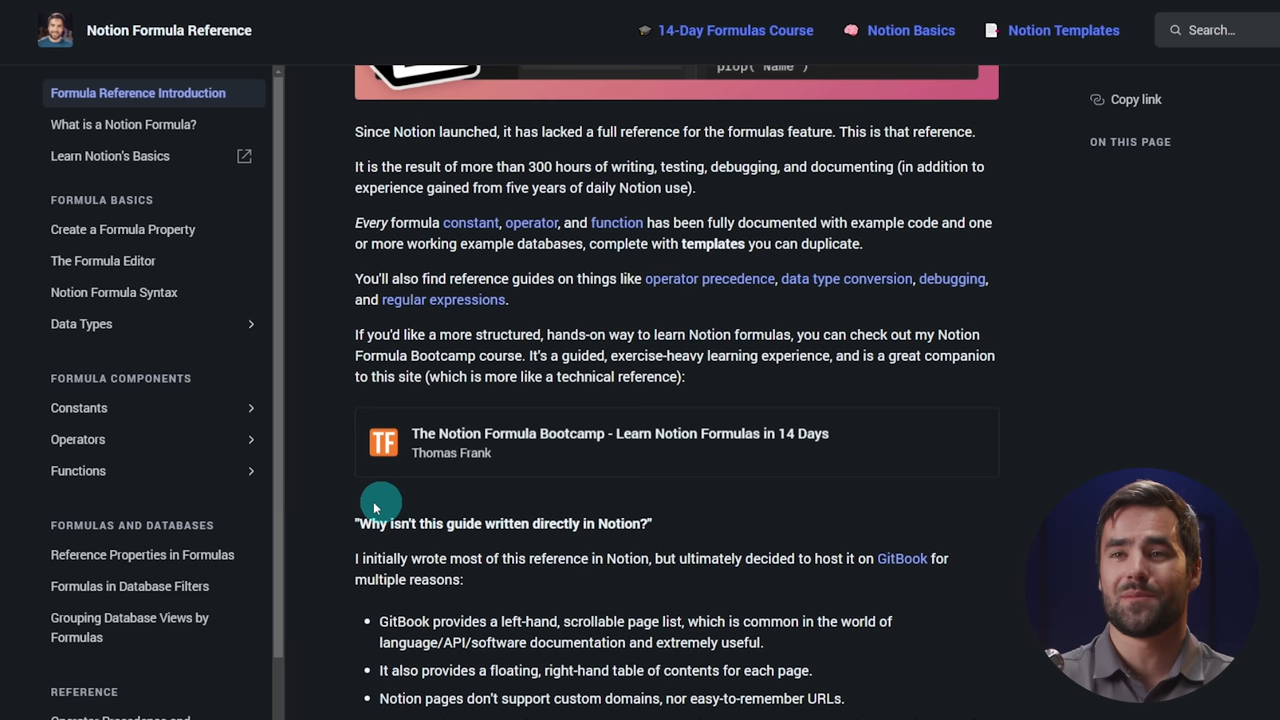 Notion Formula Reference
14-Day Formulas Course
Notion Basics
Notion Templates
Search...
Formula Reference Introduction
What is a Notion Formula?
Learn Notion's Basics
FORMULA BASICS
Create a Formula Property
The Formula Editor
Notion Formula Syntax
Data Types
FORMULA COMPONENTS
Constants
Operators
Functions
FORMULAS AND DATABASES
Reference Properties in Formulas
Formulas in Database Filters
Grouping Database Views by
Formulas
REFERENCE
Operator Precedence and
prop("Name")
Since Notion launched, it has lacked a full reference for the formulas feature. This is that reference.
It is the result of more than 300 hours of writing, testing, debugging, and documenting (in addition to
experience gained from five years of daily Notion use).
Every formula constant, operator, and function has been fully documented with example code and one
or more working example databases, complete with templates you can duplicate.
You'll also find reference guides on things like operator precedence, data type conversion, debugging,
and regular expressions.
If you'd like a more structured, hands-on way to learn Notion formulas, you can check out my Notion
Formula Bootcamp course. It's a guided, exercise-heavy learning experience, and is a great companion
to this site (which is more like a technical reference):
TF
The Notion Formula Bootcamp - Learn Notion Formulas in 14 Days
Thomas Frank
"Why isn't this guide written directly in Notion?"
I initially wrote most of this reference in Notion, but ultimately decided to host it on GitBook for
multiple reasons:
• GitBook provides a left-hand, scrollable page list, which is common in the world of
language/API/software documentation and extremely useful.
• It also provides a floating, right-hand table of contents for each page.
• Notion pages don't support custom domains, nor easy-to-remember URLs.
Copy link
ON THIS PAGE